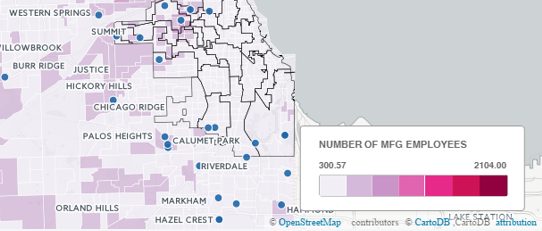 WESTERN SPRINGS
SUMMIT
WILLOWBROOK
BURR RIDGE
JUSTICE
HICKORY HILLS
CHICAGO RIDGE
PALOS HEIGHTS
CALUMET PARK
RIVERDALE
MARKHAM
ORLAND HILLS
HAZEL CREST
HAMMOND
LAKE STATION
NUMBER OF MFG EMPLOYEES
300.57 2104.00
© OpenStreetMap contributors © CartoDB, CartoDB attribution